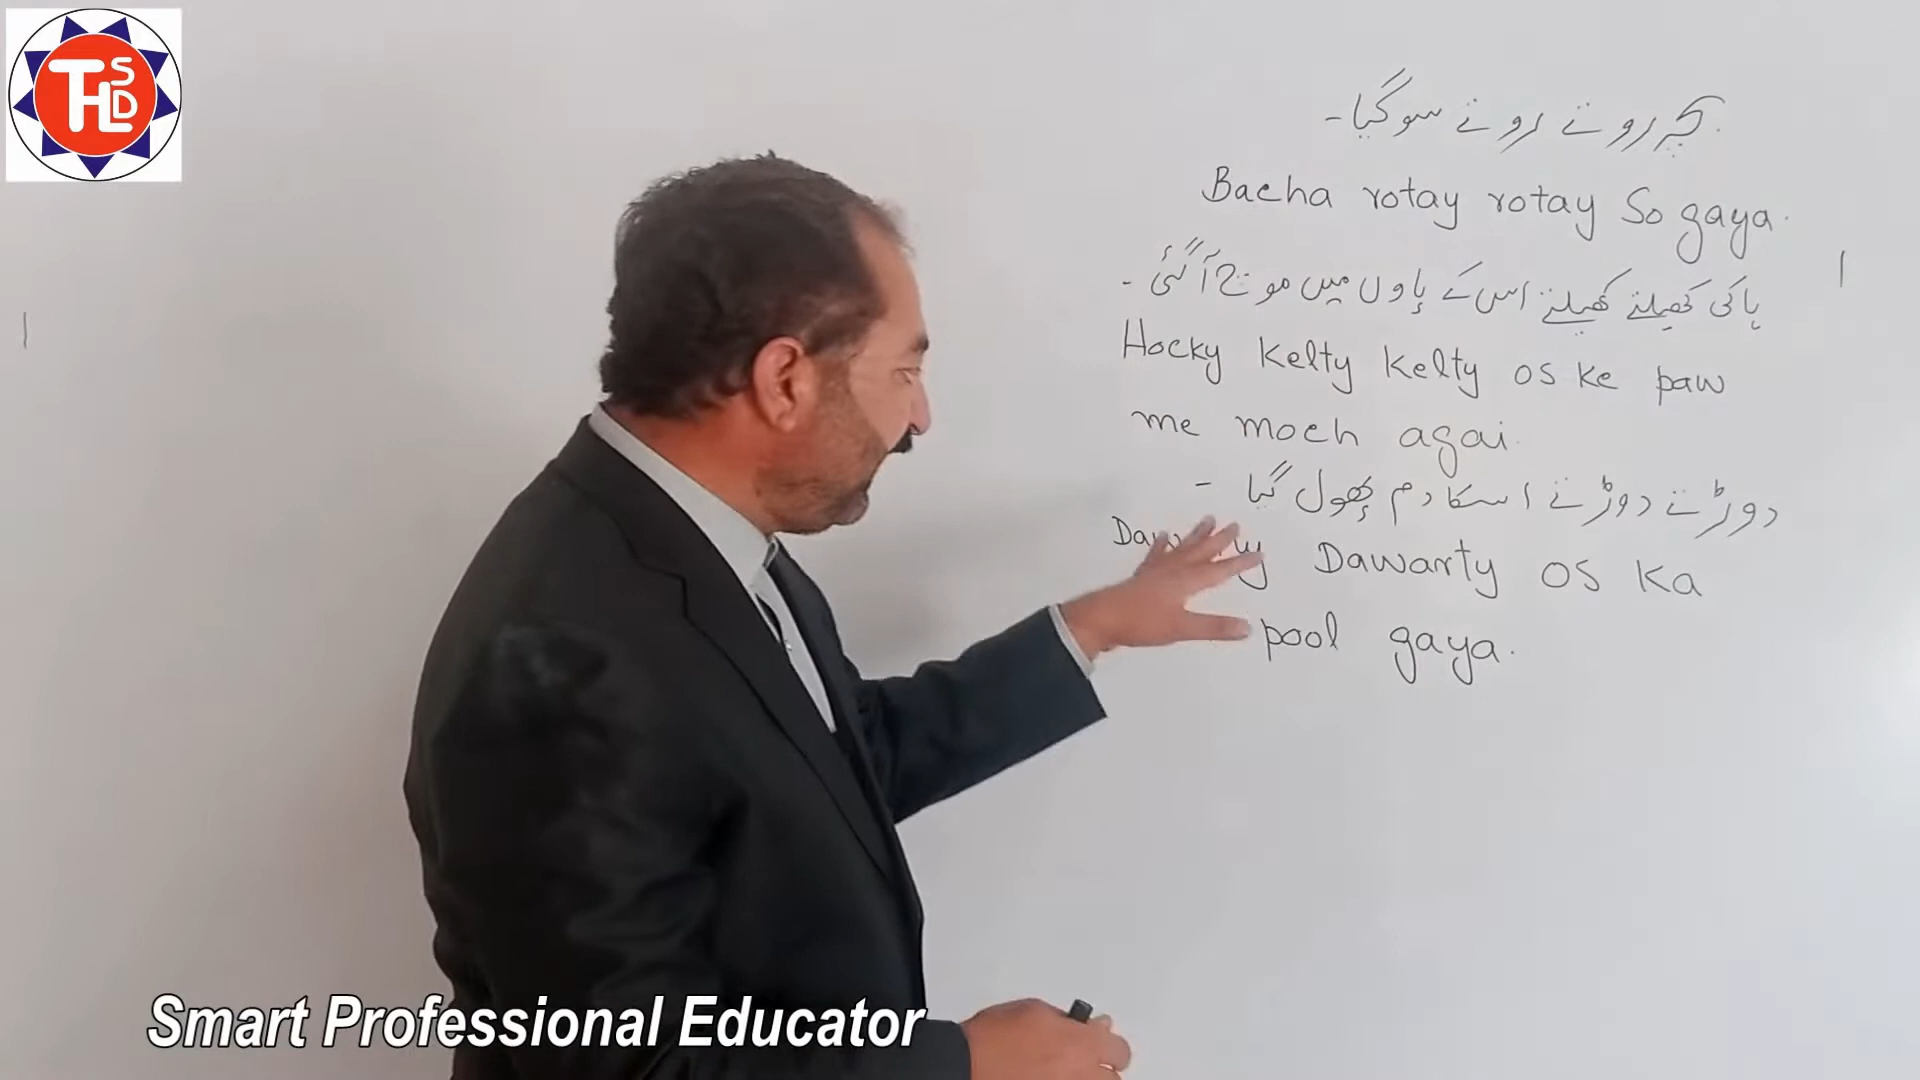 THLSD
بچہ روتے روتے سو گیا۔
Bacha rotay rotay So gaya.
ہاکی کھیلتے کھیلتے اس کے پاوں میں موچ آ گئی۔
Hocky Kelty Kelty os Ke paw
me moch agai.
دوڑتے دوڑتے اسکا دم پھول گیا۔
Dawarty os Ka
pool gaya.
Smart Professional Educator